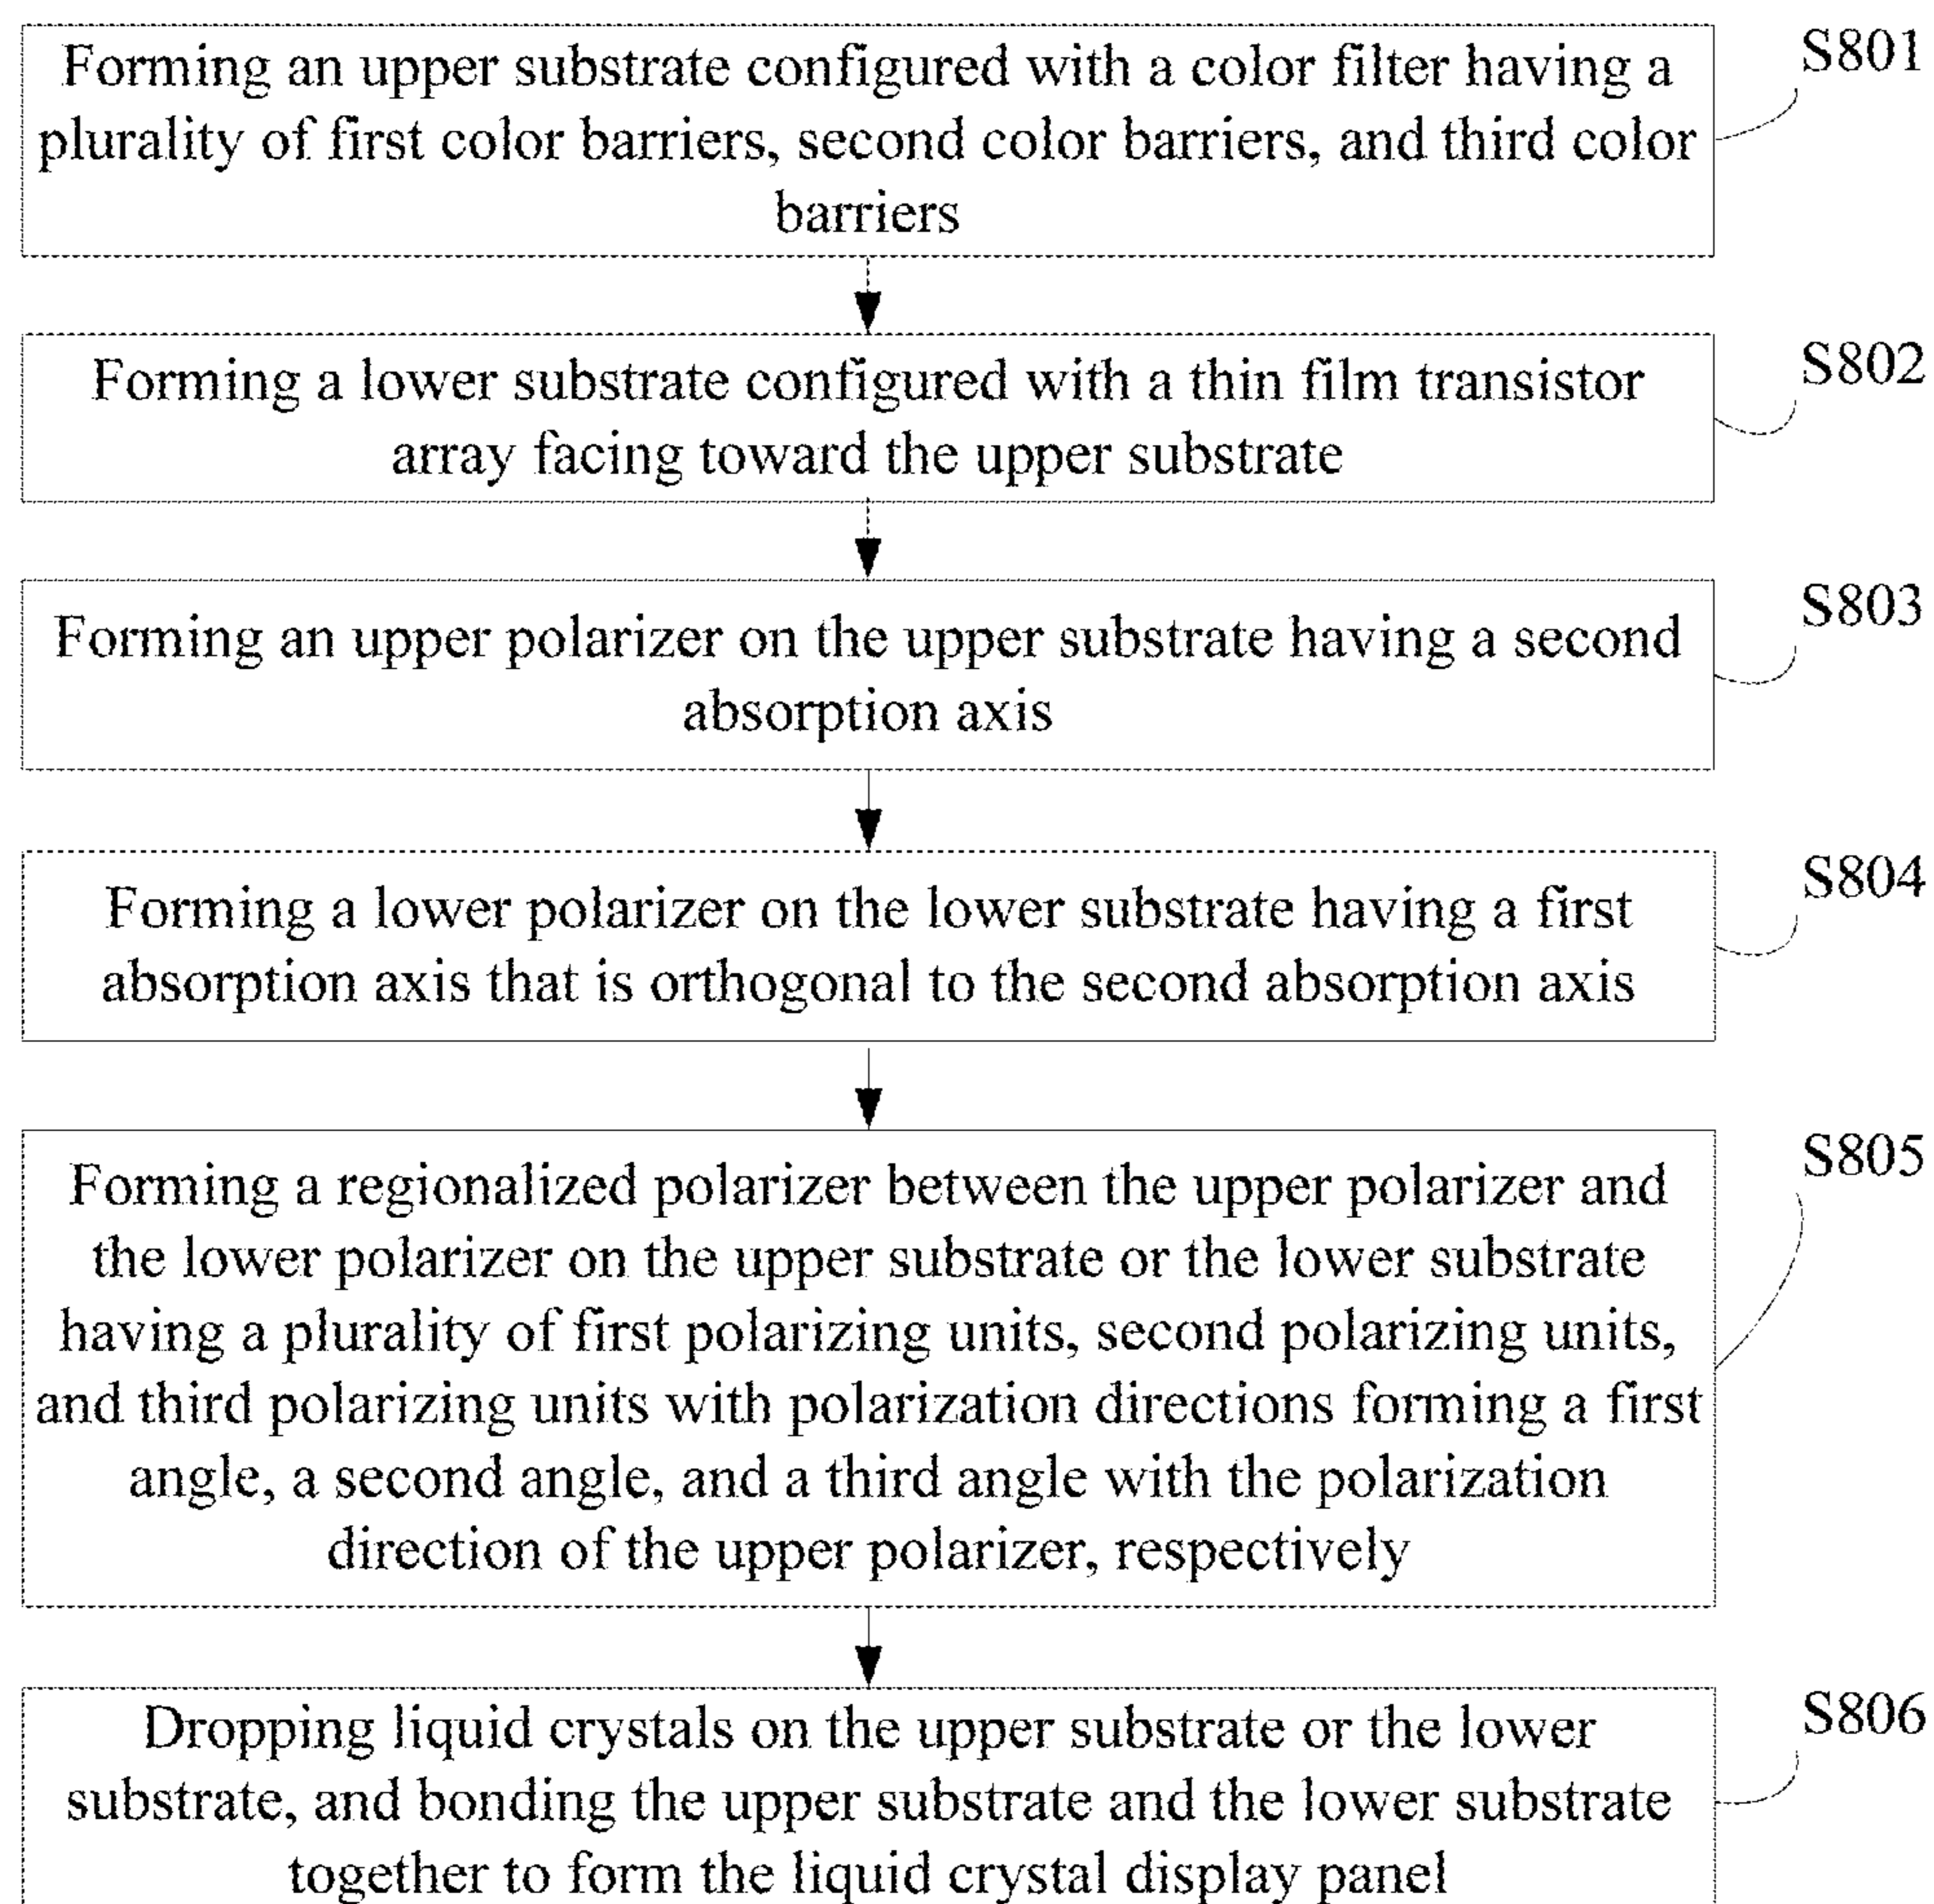 Forming an upper substrate configured with a color filter having a
plurality of first color barriers, second color barriers, and third color
barriers
S801
Forming a lower substrate configured with a thin film transistor
array facing toward the upper substrate
S802
Forming an upper polarizer on the upper substrate having a second
absorption axis
S803
Forming a lower polarizer on the lower substrate having a first
absorption axis that is orthogonal to the second absorption axis
S804
Forming a regionalized polarizer between the upper polarizer and
the lower polarizer on the upper substrate or the lower substrate
having a plurality of first polarizing units, second polarizing units,
and third polarizing units with polarization directions forming a first
angle, a second angle, and a third angle with the polarization
direction of the upper polarizer, respectively
S805
Dropping liquid crystals on the upper substrate or the lower
substrate, and bonding the upper substrate and the lower substrate
together to form the liquid crystal display panel
S806